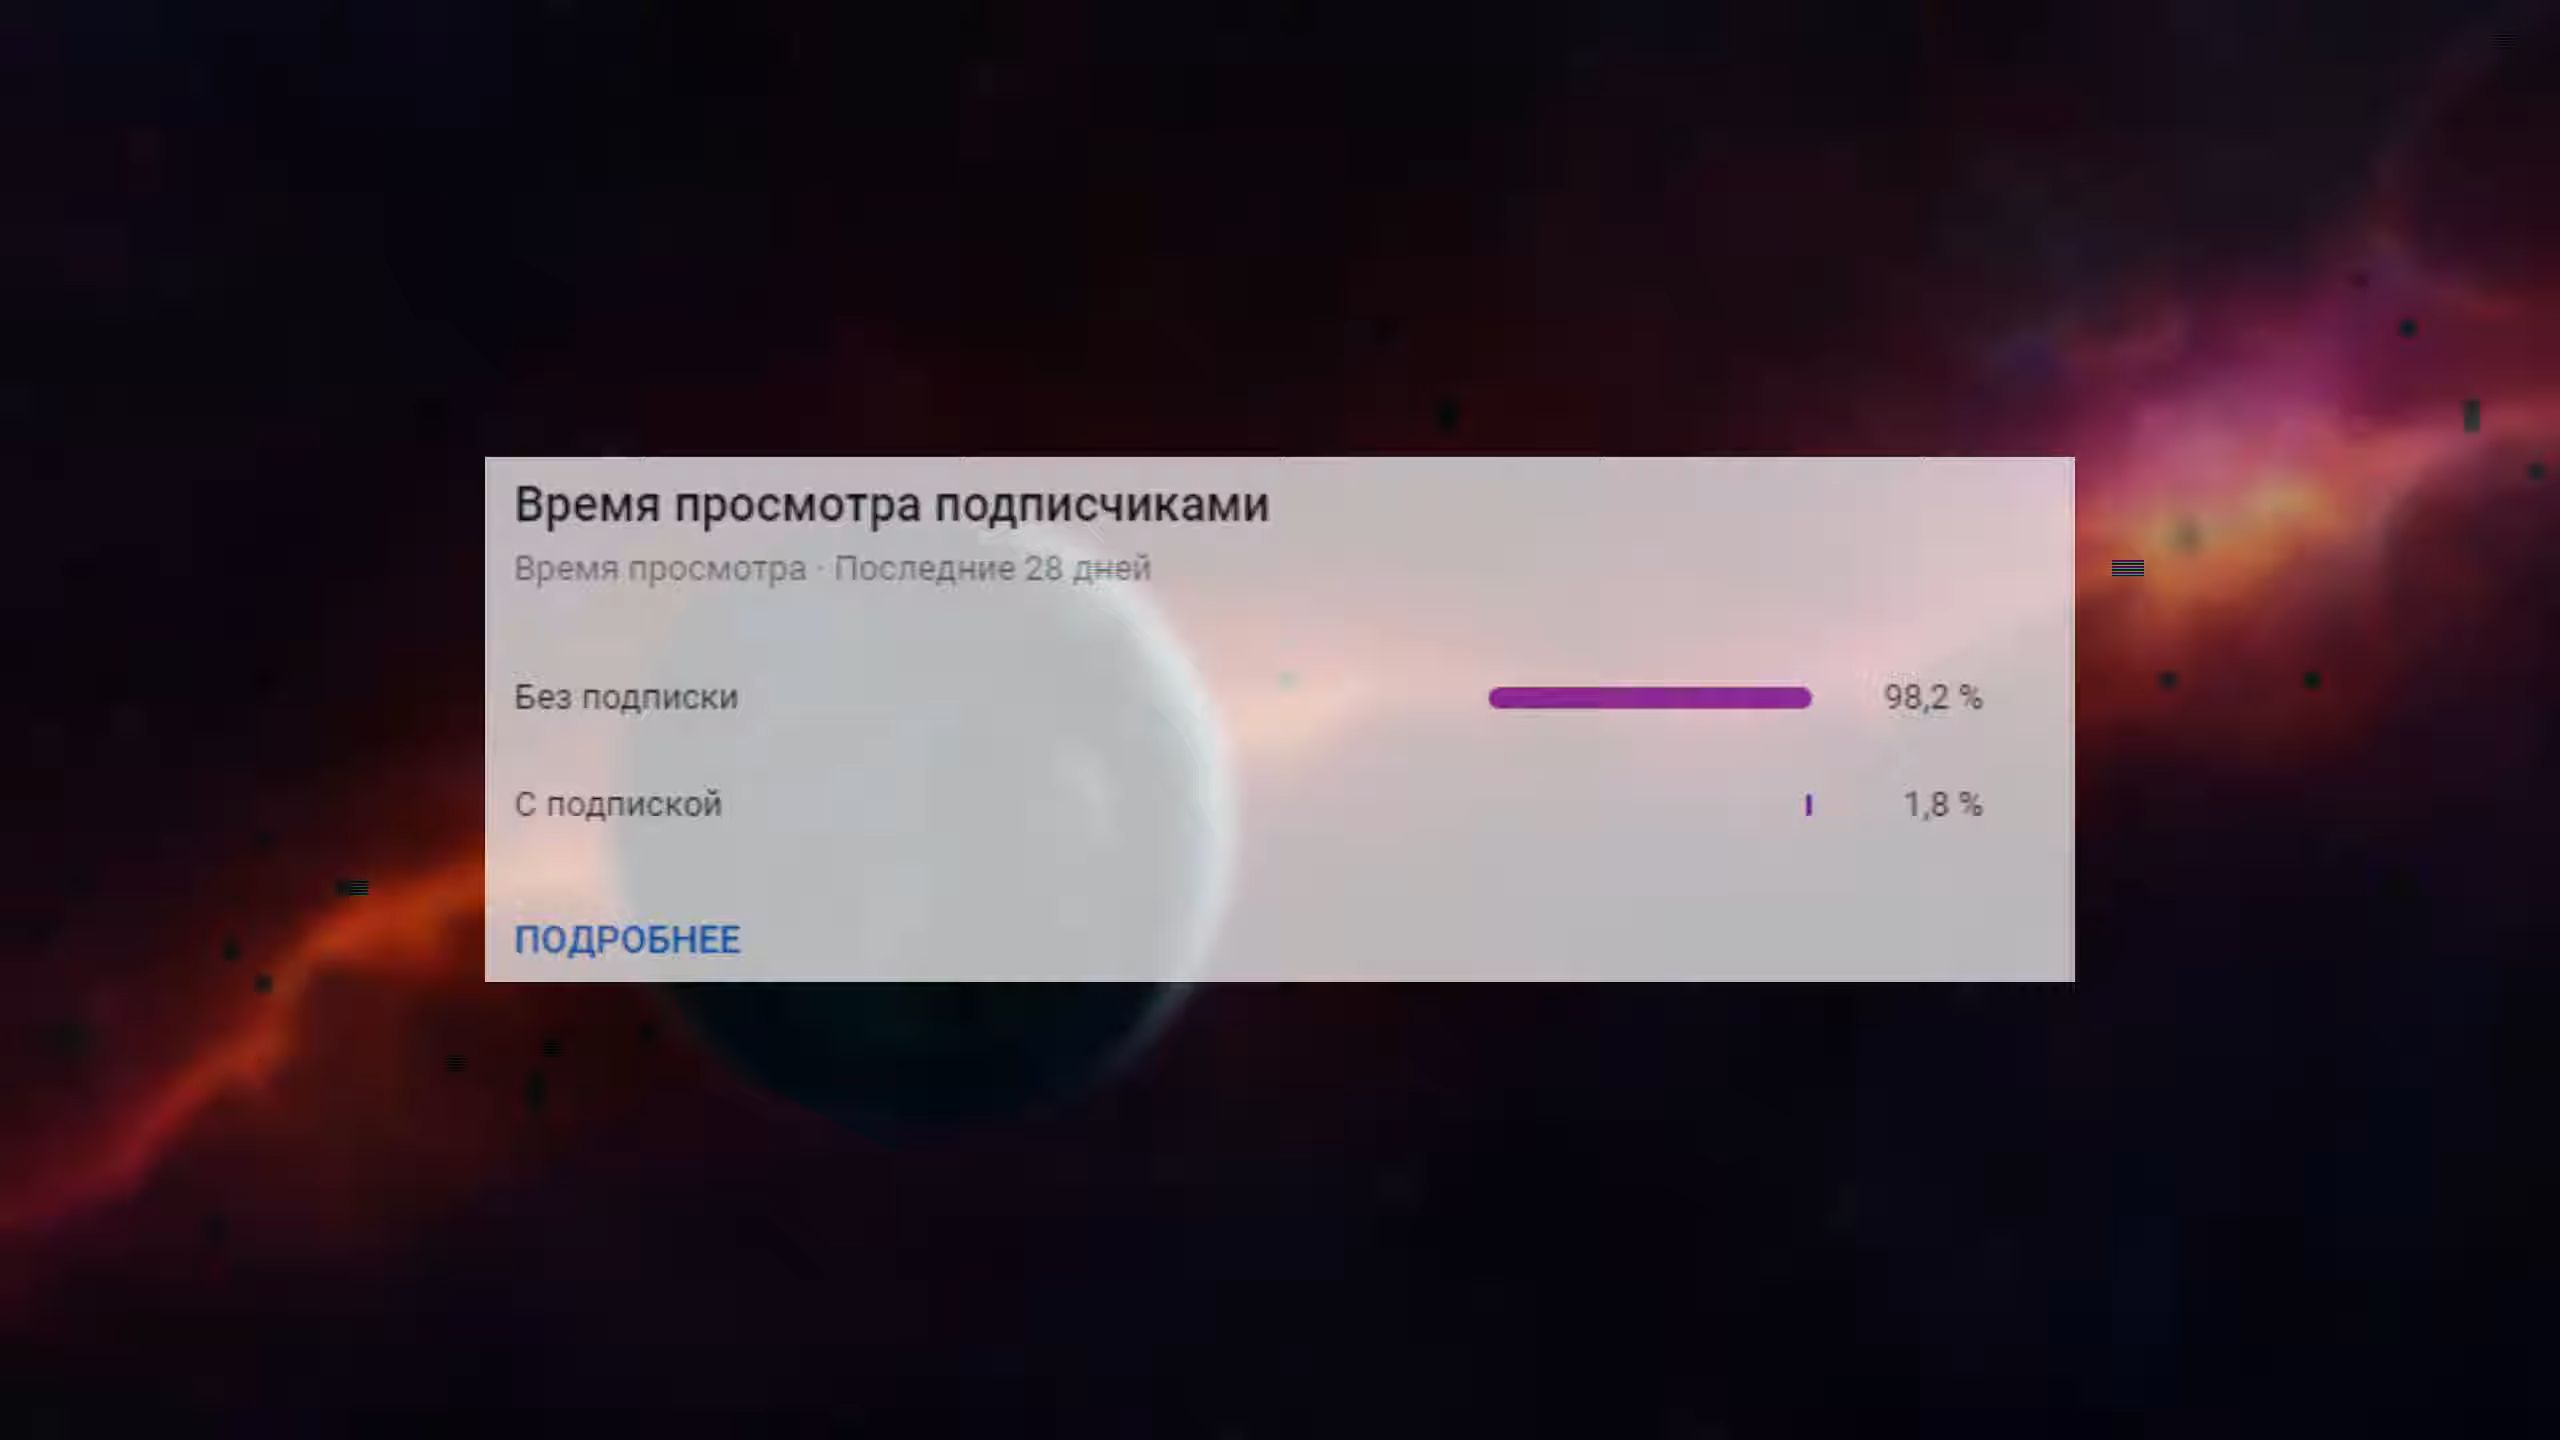 Время просмотра подписчиками
Время просмотра · Последние 28 дней
Без подписки 98,2 %
С подпиской 1,8 %
ПОДРОБНЕЕ